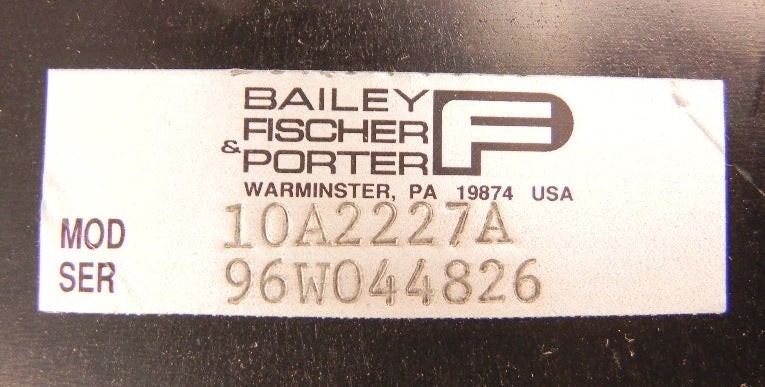 BAILEY
FISCHER
& PORTER
WARMINSTER, PA 19874 USA
MOD 10A2227A
SER 96W044826